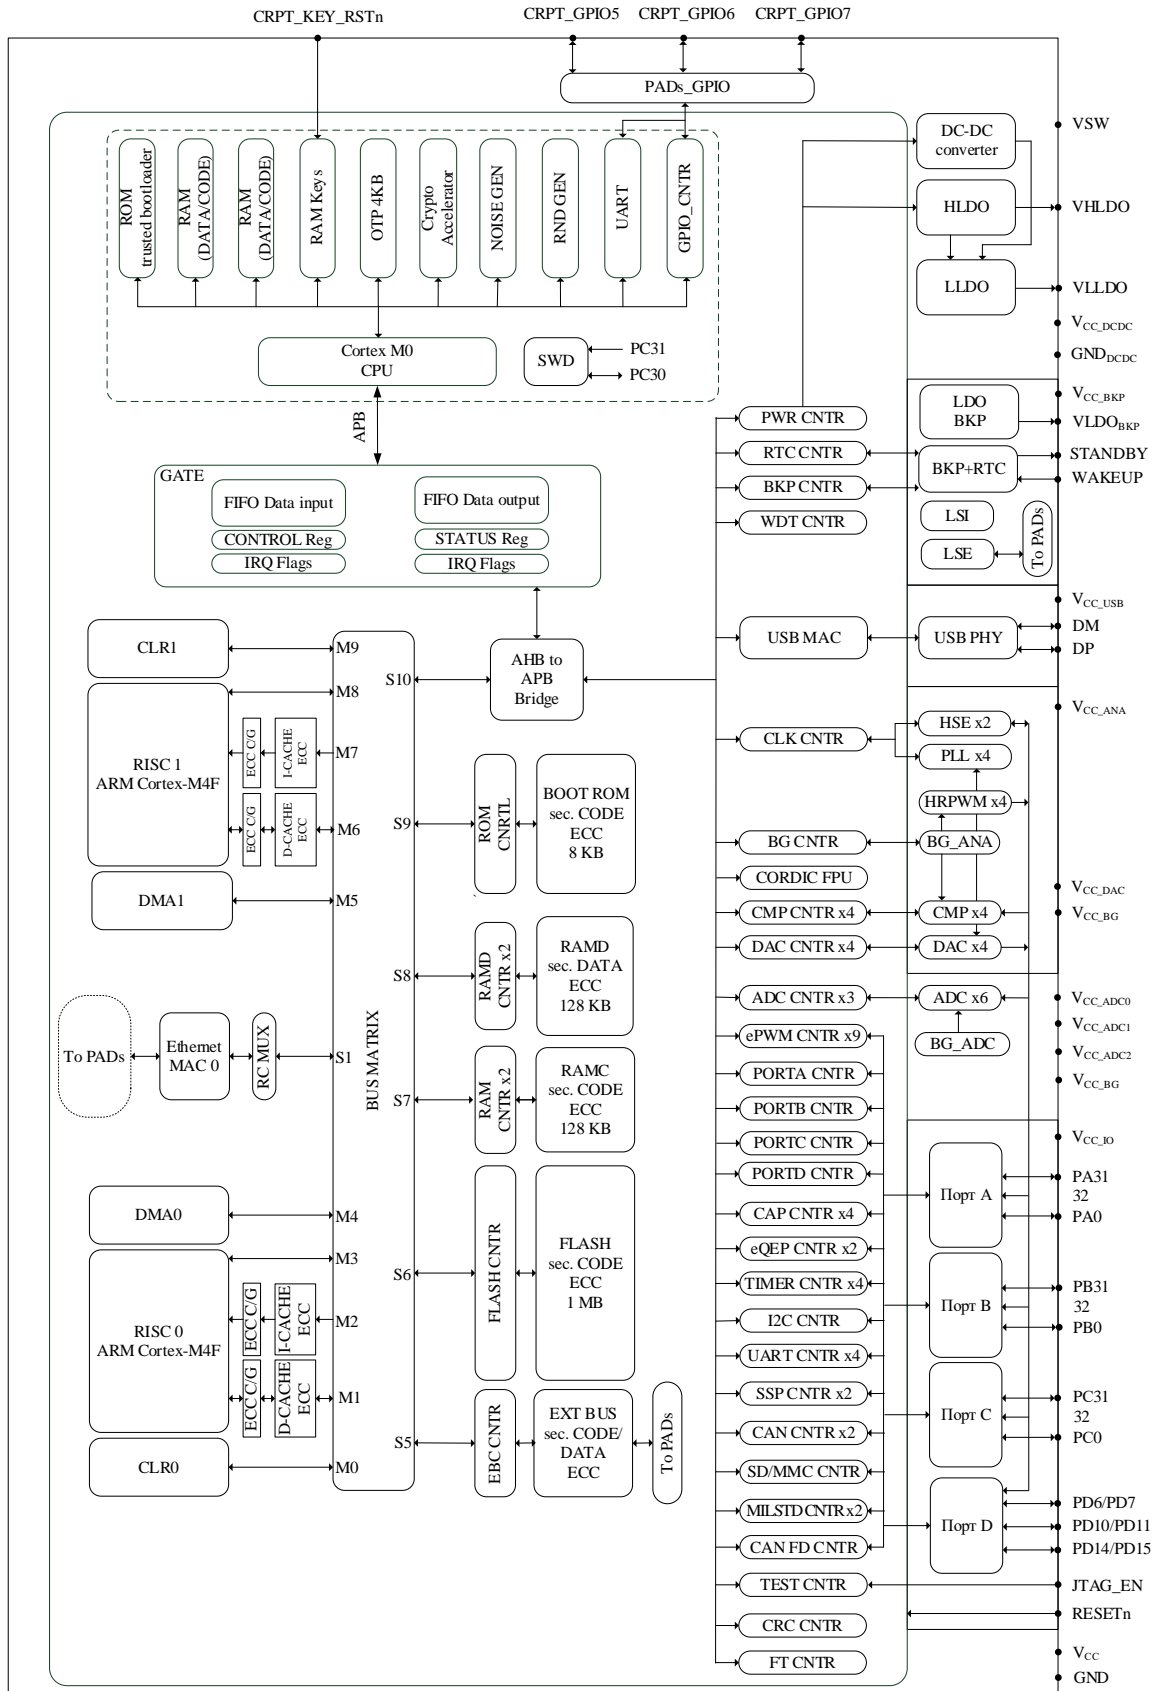 CRPT_KEY_RSTn
CRPT_GPIO5
CRPT_GPIO6
CRPT_GPIO7
PADs_GPIO
ROM
trusted bootloader
RAM
(DATA/CODE)
RAM
(DATA/CODE)
RAM Keys
OTP 4KB
Crypto
Accelerator
NOISE GEN
RND GEN
UART
GPIO_CNTR
Cortex M0
CPU
SWD
PC31
PC30
APB
GATE
FIFO Data input
CONTROL Reg
IRQ Flags
FIFO Data output
STATUS Reg
IRQ Flags
DC-DC
converter
HLDO
LLDO
VSW
VHLDO
VLLDO
VCC_DCDC
GNDDCDC
LDO
BKP
BKP+RTC
LSI
LSE
To PADs
VCC_BKP
VLDOBKP
STANDBY
WAKEUP
PWR CNTR
RTC CNTR
BKP CNTR
WDT CNTR
USB MAC
USB PHY
VCC_USB
DM
DP
CLR1
RISC 1
ARM Cortex-M4F
ECC C/G
I-CACHE
ECC
ECC C/G
D-CACHE
ECC
DMA1
M9
M8
M7
M6
M5
To PADs
Ethernet
MAC 0
RC MUX
S1
DMA0
RISC 0
ARM Cortex-M4F
ECC C/G
I-CACHE
ECC
ECC C/G
D-CACHE
ECC
CLR0
M4
M3
M2
M1
M0
BUS MATRIX
S10
S9
S8
S7
S6
S5
AHB to
APB
Bridge
ROM
CNRTL
BOOT ROM
sec. CODE
ECC
8 KB
RAMD
CNTR x2
RAMD
sec. DATA
ECC
128 KB
RAM
CNTR x2
RAMC
sec. CODE
ECC
128 KB
FLASH CNTR
FLASH
sec. CODE
ECC
1 MB
EBC CNTR
EXT BUS
sec. CODE/
DATA
ECC
To PADs
CLK CNTR
BG CNTR
CORDIC FPU
CMP CNTR x4
DAC CNTR x4
ADC CNTR x3
ePWM CNTR x9
PORTA CNTR
PORTB CNTR
PORTC CNTR
PORTD CNTR
CAP CNTR x4
eQEP CNTR x2
TIMER CNTR x4
I2C CNTR
UART CNTR x4
SSP CNTR x2
CAN CNTR x2
SD/MMC CNTR
MILSTD CNTR x2
CAN FD CNTR
TEST CNTR
CRC CNTR
FT CNTR
HSE x2
PLL x4
HRPWM x4
BG_ANA
CMP x4
DAC x4
ADC x6
BG_ADC
VCC_ANA
VCC_DAC
VCC_BG
VCC_ADC0
VCC_ADC1
VCC_ADC2
VCC_BG
VCC_IO
Порт A
PA31
32
PA0
Порт B
PB31
32
PB0
Порт C
PC31
32
PC0
Порт D
PD6/PD7
PD10/PD11
PD14/PD15
JTAG_EN
RESETn
VCC
GND